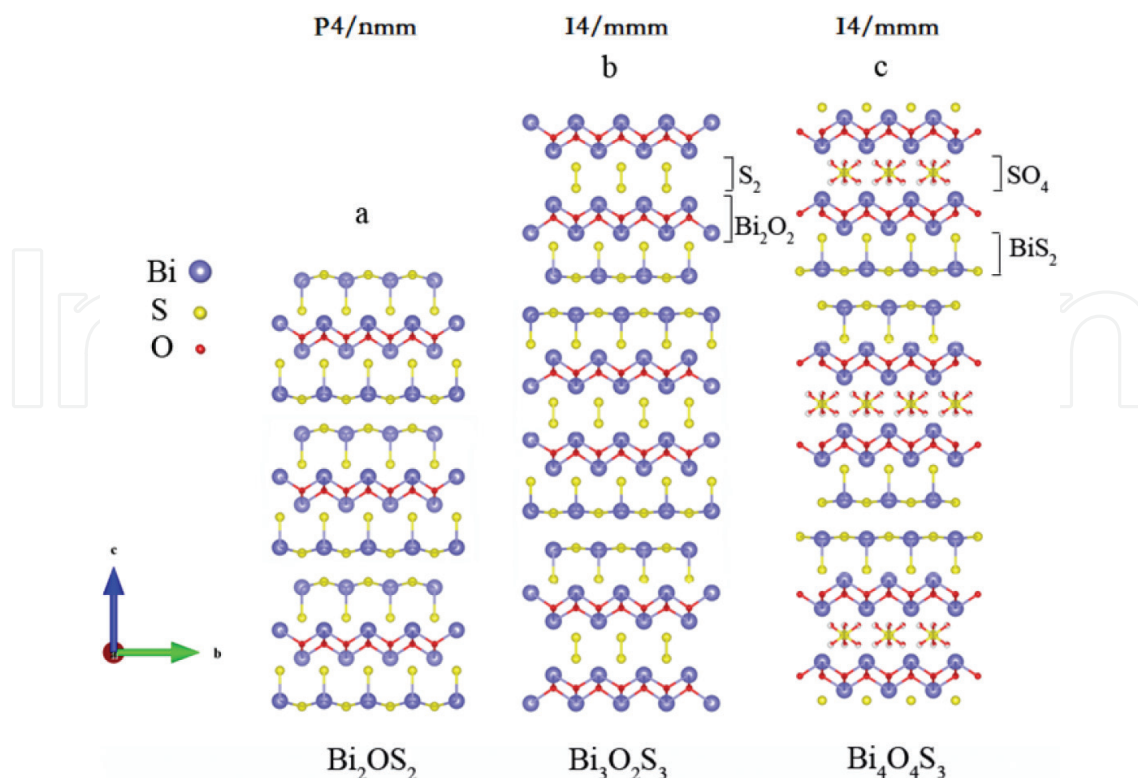 P4/nmm
I4/mmm
I4/mmm
a
b
c
S₂
Bi₂O₂
SO₄
BiS₂
Bi
S
O
c
b
Bi₂OS₂
Bi₃O₂S₃
Bi₄O₄S₃